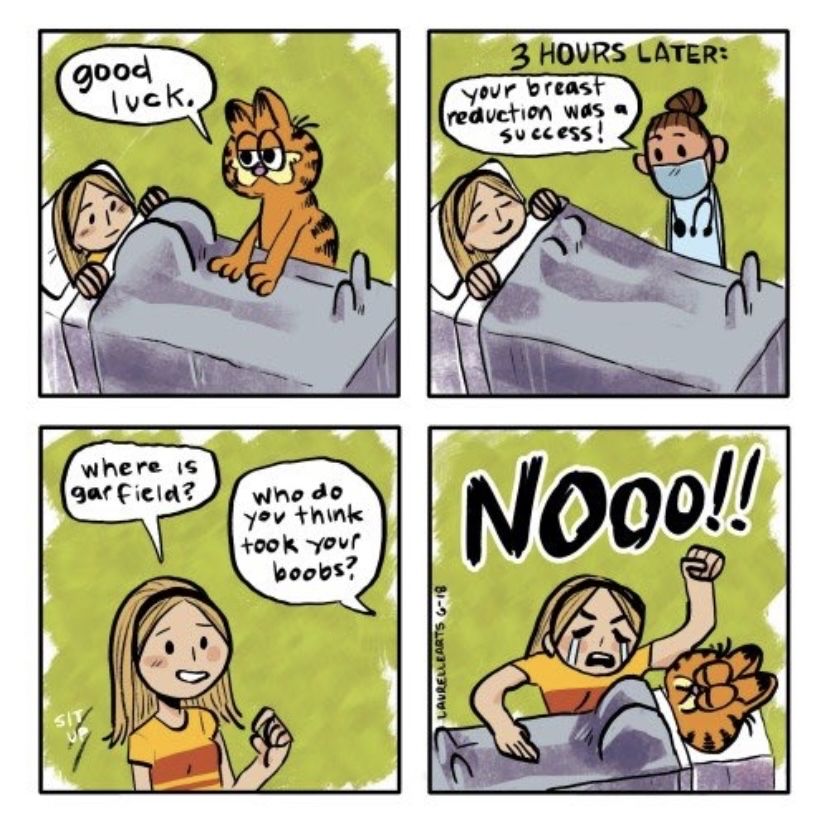 good
luck.
3 HOURS LATER:
your breast
reduction was a
success!
where is
garfield?
who do
you think
took your
boobs?
SIT
UP
NOOO!!
LAURELLEARTS 6-18